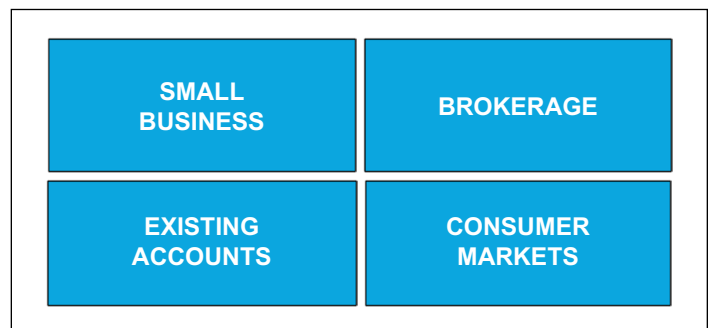 SMALL
BUSINESS
BROKERAGE
EXISTING
ACCOUNTS
CONSUMER
MARKETS